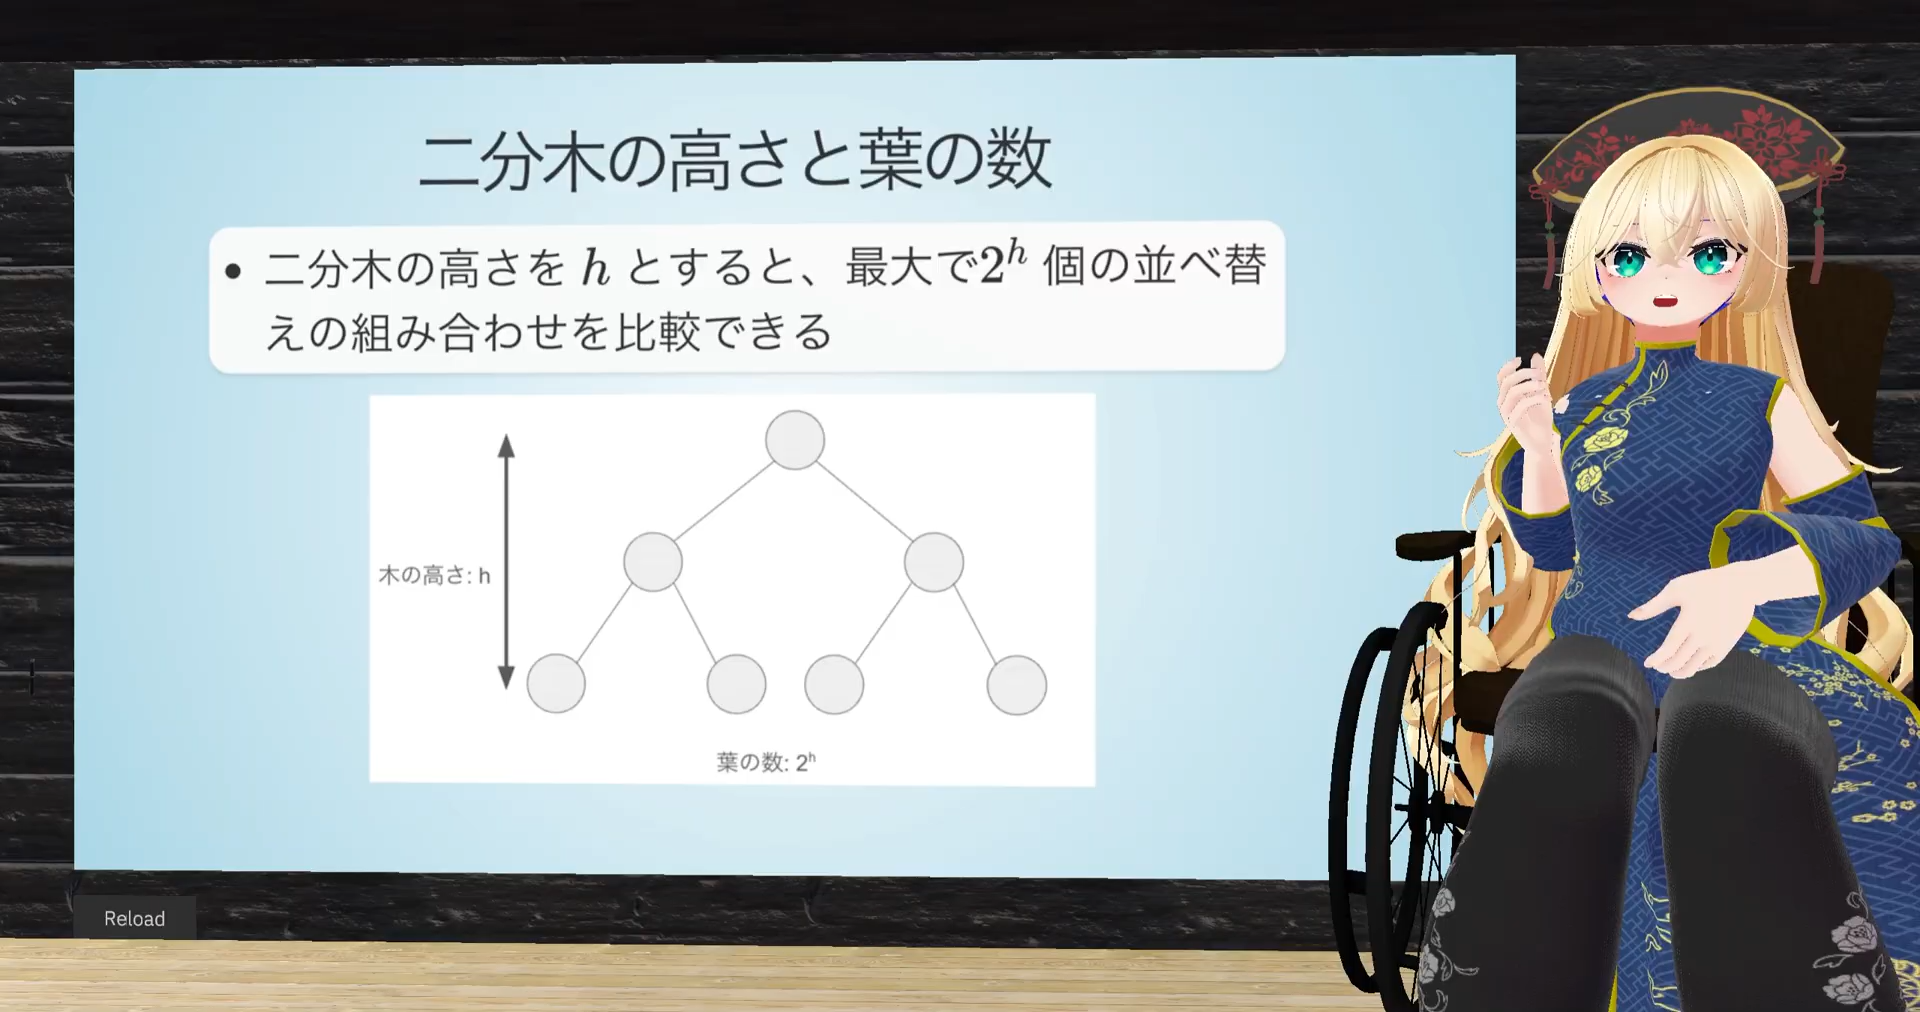 二分木の高さと葉の数
• 二分木の高さを h とすると、最大で2^h 個の並べ替
えの組み合わせを比較できる
木の高さ: h
葉の数: 2^h
Reload